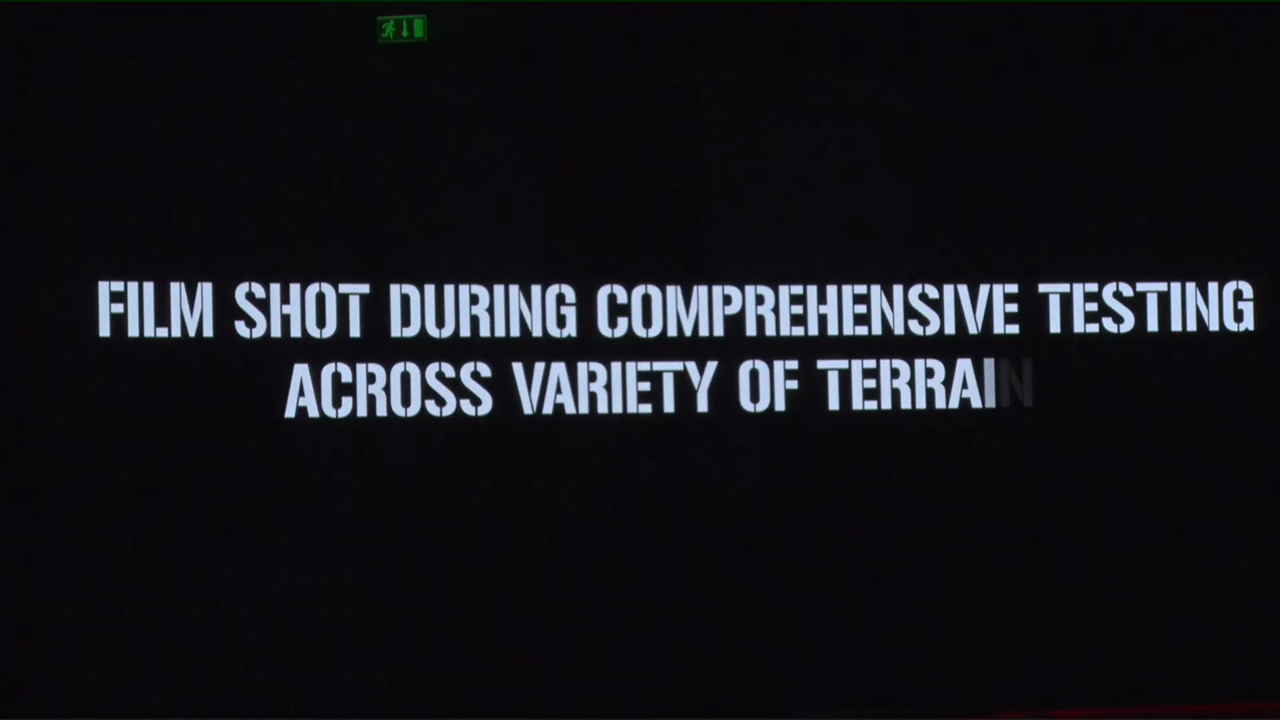 FILM SHOT DURING COMPREHENSIVE TESTING
ACROSS VARIETY OF TERRAIN